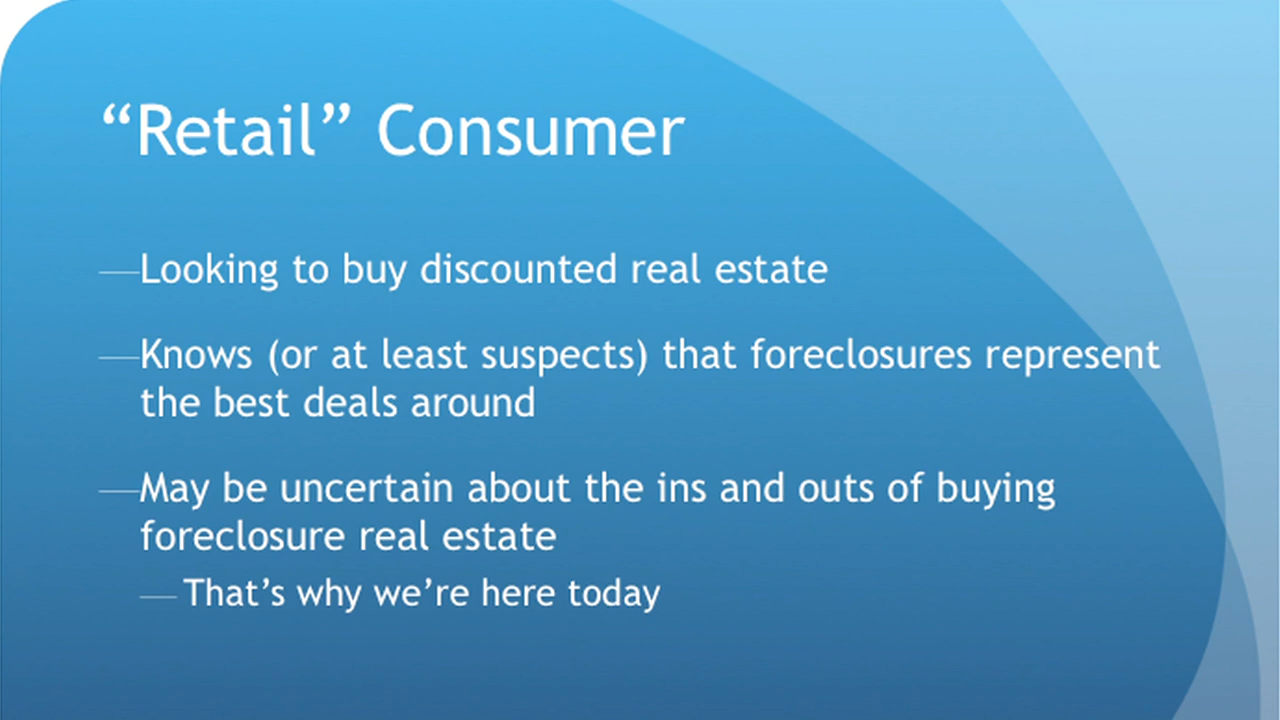 “Retail” Consumer
—Looking to buy discounted real estate
—Knows (or at least suspects) that foreclosures represent
the best deals around
—May be uncertain about the ins and outs of buying
foreclosure real estate
— That’s why we’re here today